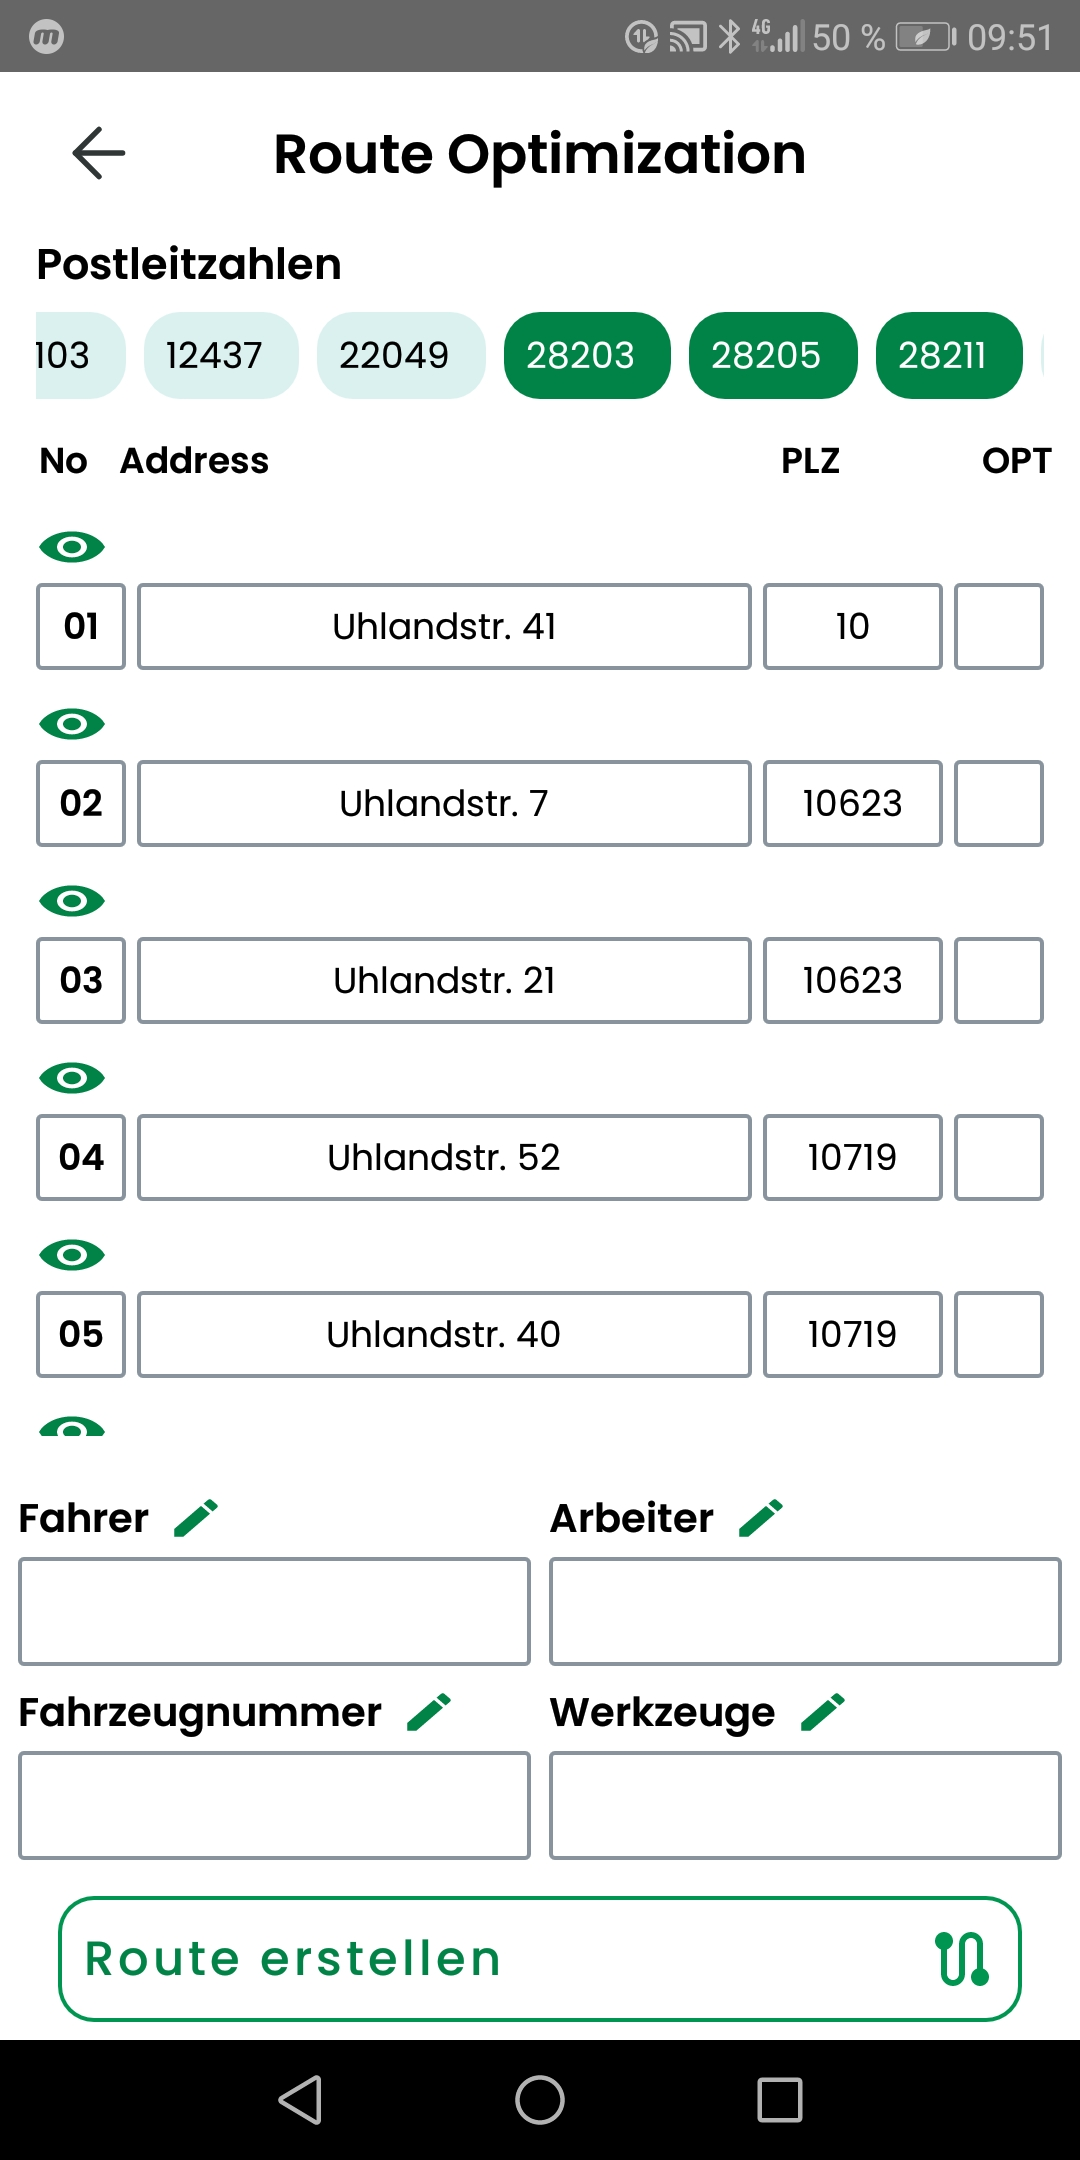 4G 50 % 09:51
Route Optimization
Postleitzahlen
103 12437 22049 28203 28205 28211
No Address PLZ OPT
01 Uhlandstr. 41 10
02 Uhlandstr. 7 10623
03 Uhlandstr. 21 10623
04 Uhlandstr. 52 10719
05 Uhlandstr. 40 10719
Fahrer Arbeiter
Fahrzeugnummer Werkzeuge
Route erstellen